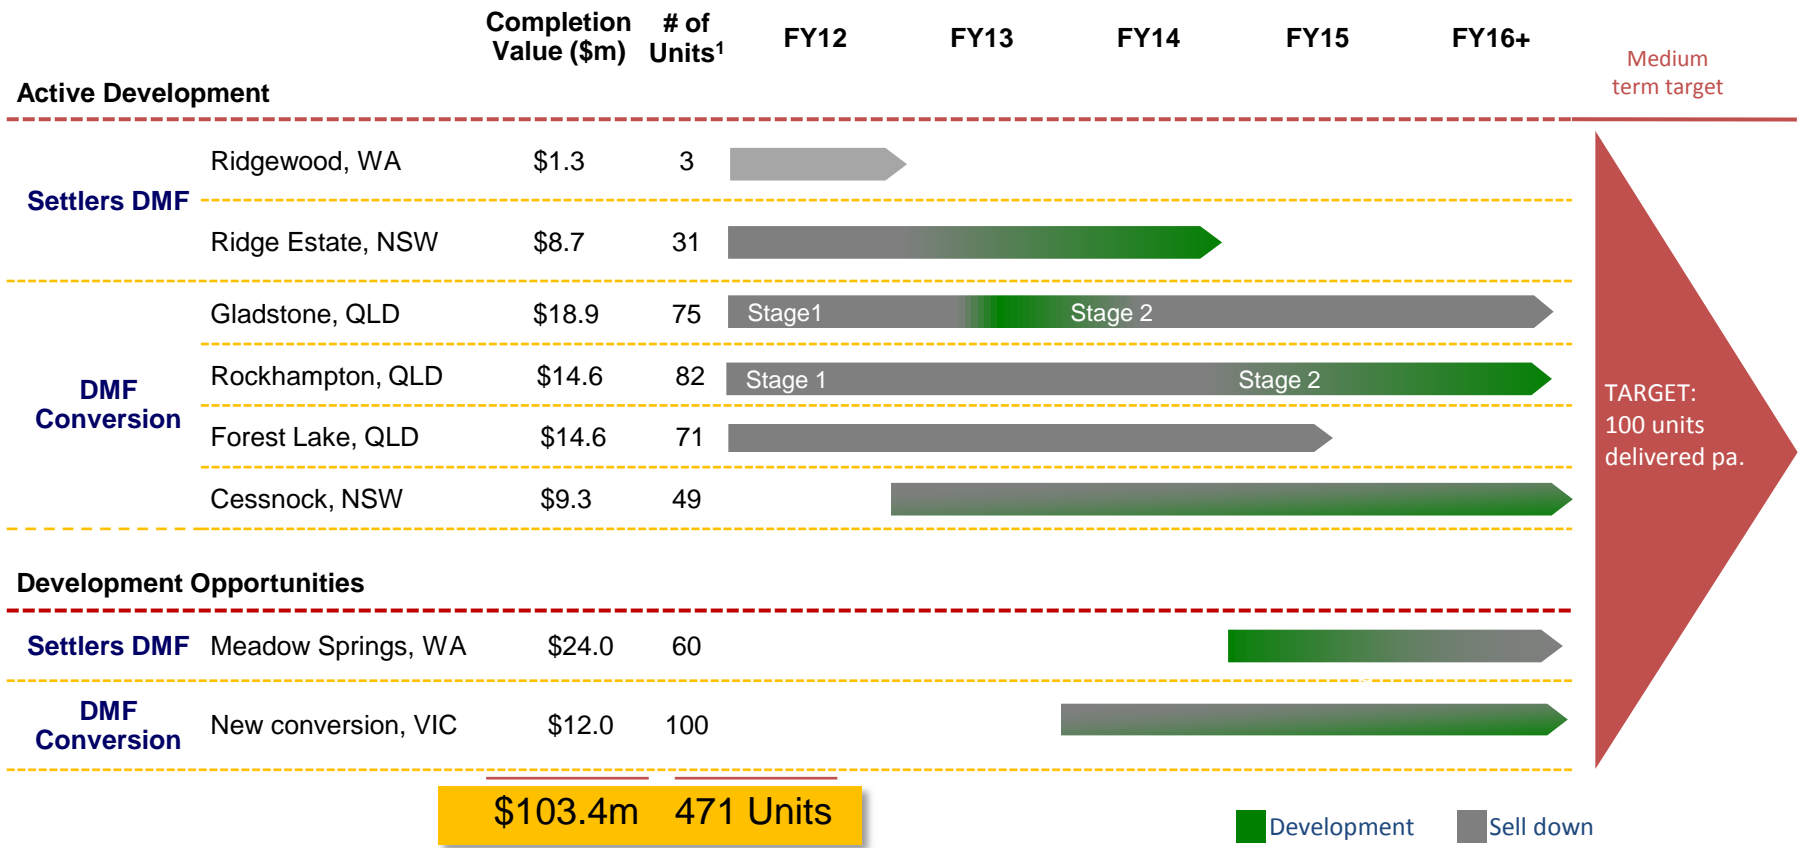 Completion Value ($m)
# of Units¹
FY12 FY13 FY14 FY15 FY16+
Medium term target
Active Development
Settlers DMF
Ridgewood, WA $1.3 3
Ridge Estate, NSW $8.7 31
DMF Conversion
Gladstone, QLD $18.9 75 Stage1 Stage 2
Rockhampton, QLD $14.6 82 Stage 1 Stage 2
Forest Lake, QLD $14.6 71
Cessnock, NSW $9.3 49
TARGET:
100 units
delivered pa.
Development Opportunities
Settlers DMF Meadow Springs, WA $24.0 60
DMF Conversion
New conversion, VIC $12.0 100
$103.4m 471 Units
Development Sell down